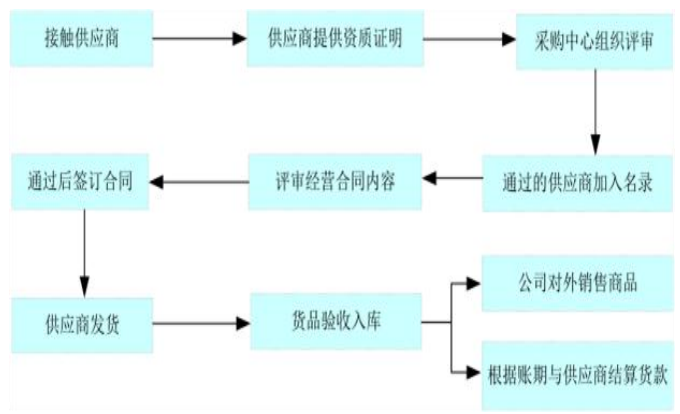 接触供应商
供应商提供资质证明
采购中心组织评审
通过的供应商加入名录
评审经营合同内容
通过后签订合同
供应商发货
货品验收入库
公司对外销售商品
根据账期与供应商结算货款